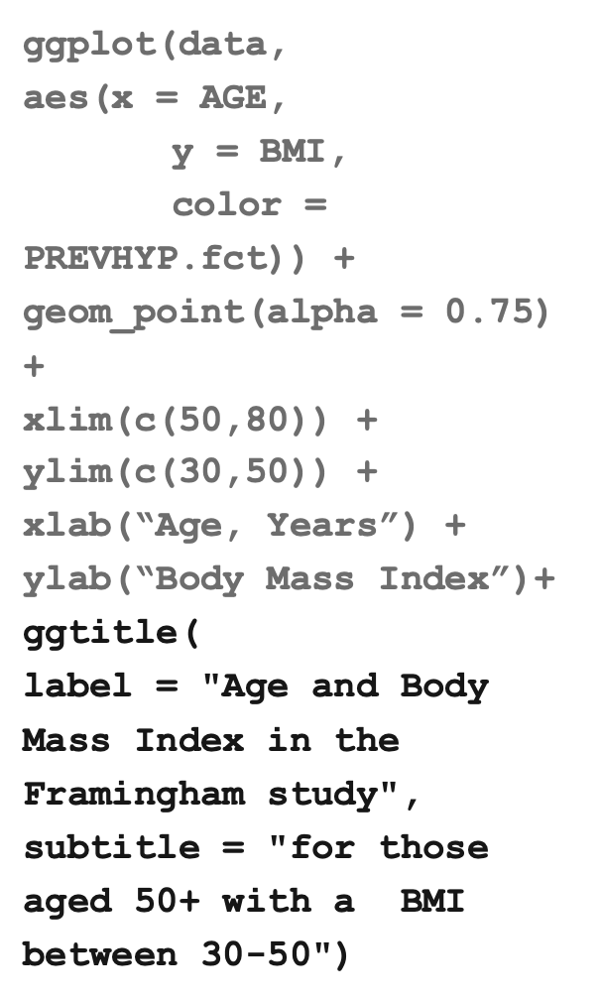 ggplot(data,
aes(x = AGE,
y = BMI,
color =
PREVHYP.fct)) +
geom_point(alpha = 0.75)
+
xlim(c(50,80)) +
ylim(c(30,50)) +
xlab(“Age, Years”) +
ylab(“Body Mass Index”)+
ggtitle(
label = "Age and Body
Mass Index in the
Framingham study",
subtitle = "for those
aged 50+ with a  BMI
between 30-50")